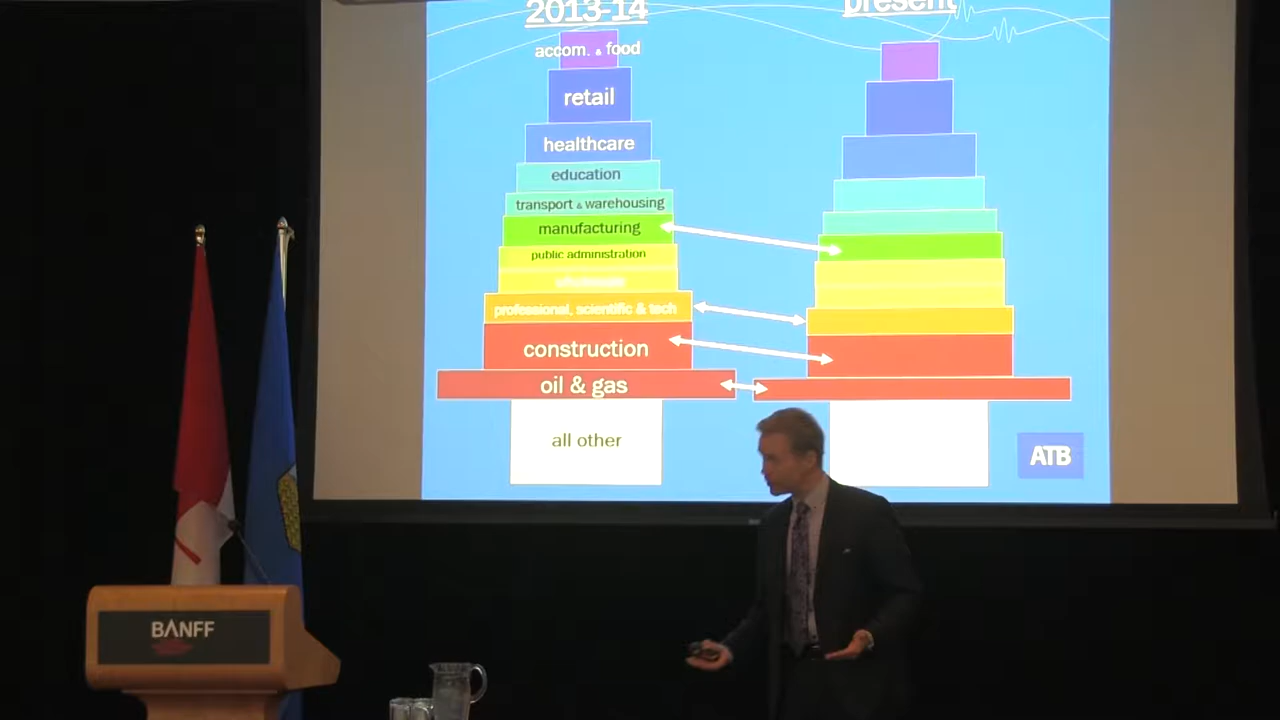 2013-14
present
accom. & food
retail
healthcare
education
transport & warehousing
manufacturing
public administration
professional, scientific & tech
construction
oil & gas
all other
ATB
BANFF